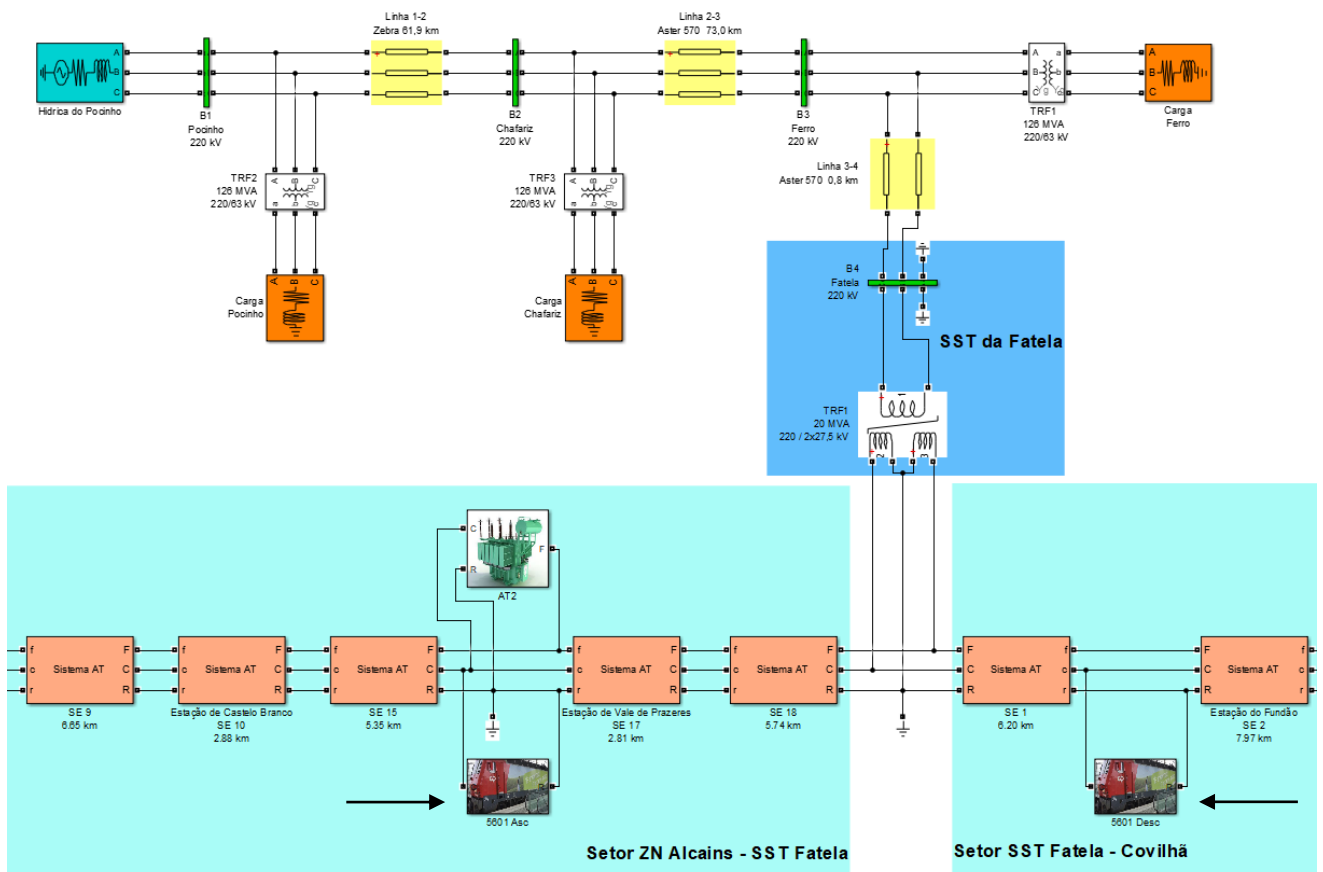 Linha 1-2
Zebra 61,9 km
Linha 2-3
Aster 570 73,0 km
A
B
C
Hídrica do Pocinho
B1
Pocinho
220 kV
B2
Chafariz
220 kV
B3
Ferro
220 kV
A
B
C
a
b
c
Yg Yg
TRF1
126 MVA
220/63 kV
A
B
C
Carga
Ferro
TRF2
126 MVA
220/63 kV
A
B
C
a
b
c
TRF3
126 MVA
220/63 kV
A
B
C
a
b
c
Linha 3-4
Aster 570 0,8 km
Carga
Pocinho
A
B
C
Carga
Chafariz
A
B
C
B4
Fatela
220 kV
SST da Fatela
TRF1
20 MVA
220 / 2x27,5 kV
1
2
3
C
R
F
AT2
f
c
r
Sistema AT
F
C
R
SE 9
6.65 km
f
c
r
Sistema AT
F
C
R
Estação de Castelo Branco
SE 10
2.88 km
f
c
r
Sistema AT
F
C
R
SE 15
5.35 km
f
c
r
Sistema AT
F
C
R
Estação de Vale de Prazeres
SE 17
2.81 km
f
c
r
Sistema AT
F
C
R
SE 18
5.74 km
F
C
R
Sistema AT
f
c
r
SE 1
6.20 km
F
C
R
Sistema AT
f
c
r
Estação do Fundão
SE 2
7.97 km
5601 Asc
5601 Desc
Setor ZN Alcains - SST Fatela
Setor SST Fatela - Covilhã